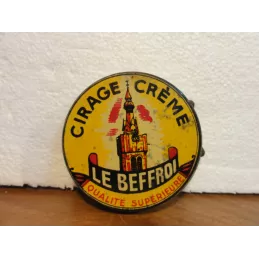 CIRAGE CRÈME
LE BEFFROI
QUALITÉ SUPÉRIEURE